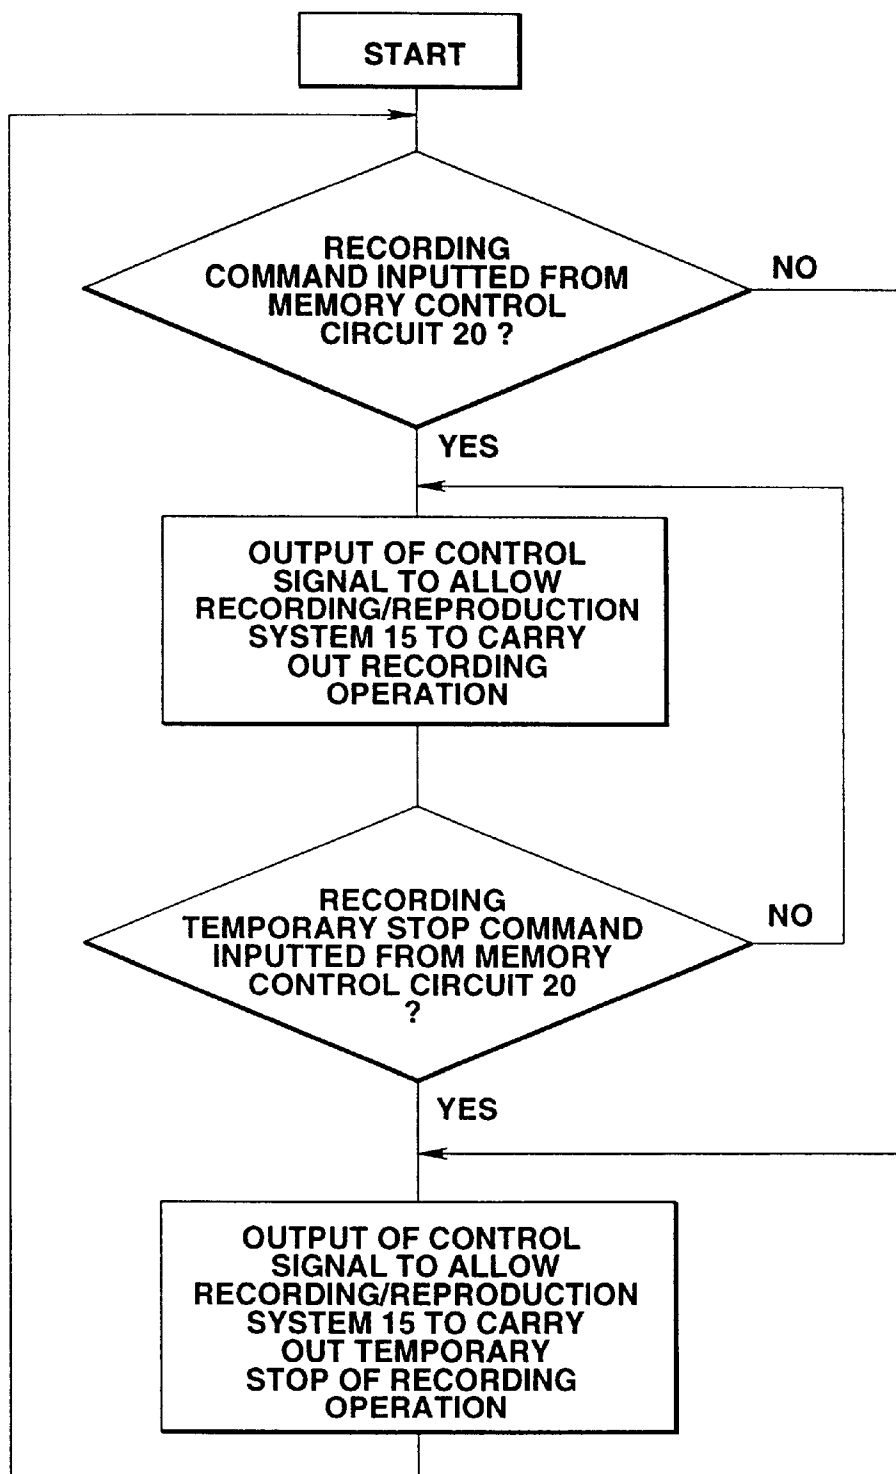 START
RECORDING
COMMAND INPUTTED FROM
MEMORY CONTROL
CIRCUIT 20 ?
NO
YES
OUTPUT OF CONTROL
SIGNAL TO ALLOW
RECORDING/REPRODUCTION
SYSTEM 15 TO CARRY
OUT RECORDING
OPERATION
RECORDING
TEMPORARY STOP COMMAND
INPUTTED FROM MEMORY
CONTROL CIRCUIT 20
?
NO
YES
OUTPUT OF CONTROL
SIGNAL TO ALLOW
RECORDING/REPRODUCTION
SYSTEM 15 TO CARRY
OUT TEMPORARY
STOP OF RECORDING
OPERATION